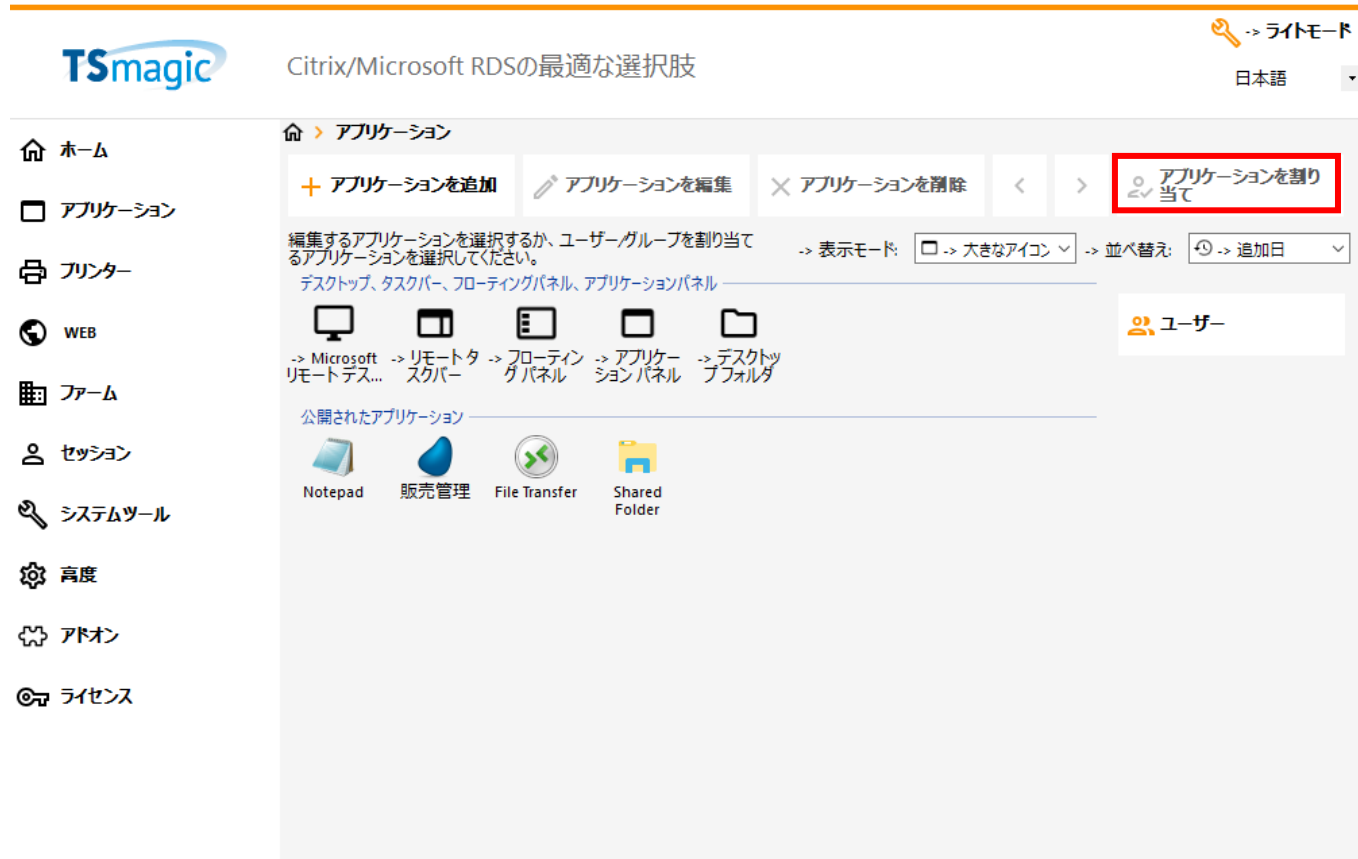 -> ライトモード
TSmagic
Citrix/Microsoft RDSの最適な選択肢
日本語
ホーム
アプリケーション
プリンター
WEB
ファーム
セッション
システムツール
高度
アドオン
ライセンス
> アプリケーション
アプリケーションを追加
アプリケーションを編集
アプリケーションを削除
<
>
アプリケーションを割り
当て
編集するアプリケーションを選択するか、ユーザー/グループを割り当て
るアプリケーションを選択してください。
-> 表示モード:
-> 大きなアイコン
-> 並べ替え:
-> 追加日
デスクトップ、タスクバー、フローティングパネル、アプリケーションパネル
-> Microsoft
リモートデス...
-> リモートタ
スクバー
-> フローティン
グパネル
-> アプリケー
ションパネル
-> デスクトッ
プフォルダ
ユーザー
公開されたアプリケーション
Notepad
販売管理
File Transfer
Shared
Folder